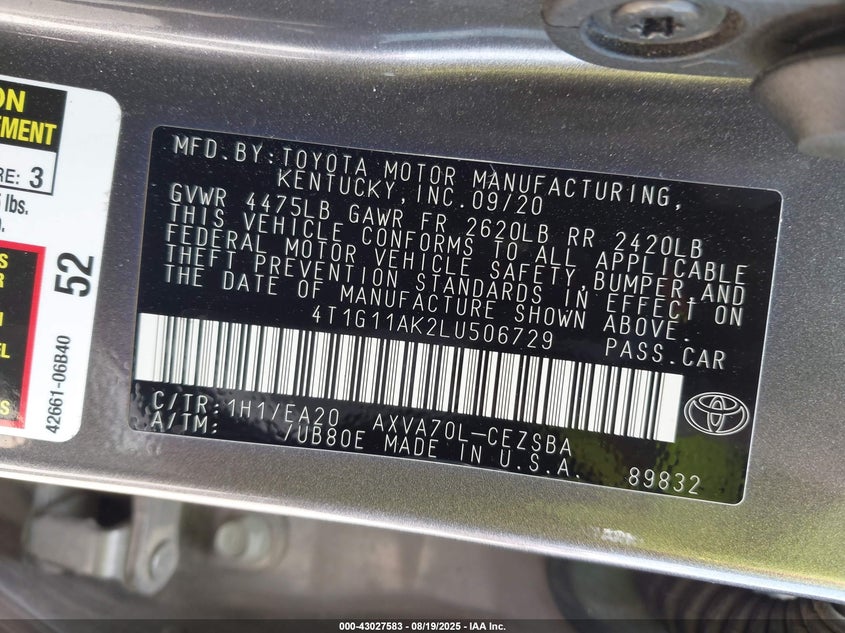 ON
TMENT
RE: 3
lbs.
52
42661-06B40
MFD.BY:TOYOTA MOTOR MANUFACTURING,
KENTUCKY,INC.09/20
GVWR 4475LB GAWR FR 2620LB RR 2420LB
THIS VEHICLE CONFORMS TO ALL APPLICABLE
FEDERAL MOTOR VEHICLE SAFETY,BUMPER,AND
THEFT PREVENTION STANDARDS IN EFFECT ON
THE DATE OF MANUFACTURE SHOWN ABOVE.
4T1G11AK2LU506729 PASS.CAR
C/TR:1H1/EA20 AXVA70L-CEZSBA
A/TM: /UB80E MADE IN U.S.A.
89832
000-43027583 - 08/19/2025 - IAA Inc.